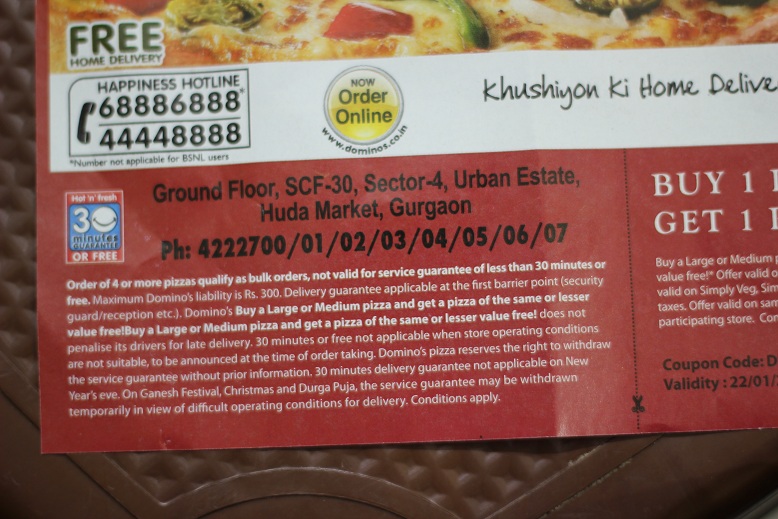 FREE
HOME DELIVERY
HAPPINESS HOTLINE
68886888*
44448888
*Number not applicable for BSNL users
NOW
Order
Online
www.dominos.co.in
Khushiyon Ki Home Delive
Ground Floor, SCF-30, Sector-4, Urban Estate,
Huda Market, Gurgaon
Ph: 4222700/01/02/03/04/05/06/07
Hot 'n' fresh
30
minutes
GUARANTEE
OR FREE
Order of 4 or more pizzas qualify as bulk orders, not valid for service guarantee of less than 30 minutes or
free. Maximum Domino's liability is Rs. 300. Delivery guarantee applicable at the first barrier point (security
guard/reception etc.). Domino's Buy a Large or Medium pizza and get a pizza of the same or lesser
value free!Buy a Large or Medium pizza and get a pizza of the same or lesser value free! does not
penalise its drivers for late delivery. 30 minutes or free not applicable when store operating conditions
are not suitable, to be announced at the time of order taking. Domino's pizza reserves the right to withdraw
the service guarantee without prior information. 30 minutes delivery guarantee not applicable on New
Year's eve. On Ganesh Festival, Christmas and Durga Puja, the service guarantee may be withdrawn
temporarily in view of difficult operating conditions for delivery. Conditions apply.
BUY 1
GET 1
Buy a Large or Medium
value free!* Offer valid o
valid on Simply Veg, Sim
taxes. Offer valid on sam
participating store. Con
Coupon Code: D
Validity : 22/01/